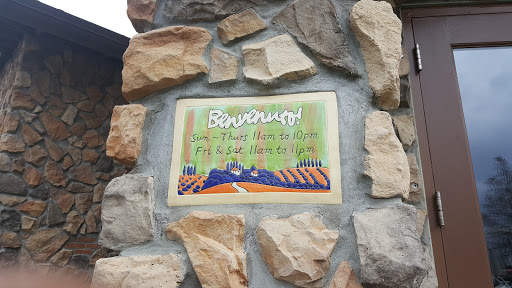 Benvenuto!
Sun - Thurs 11am to 10pm
Fri & Sat 11am to 11pm